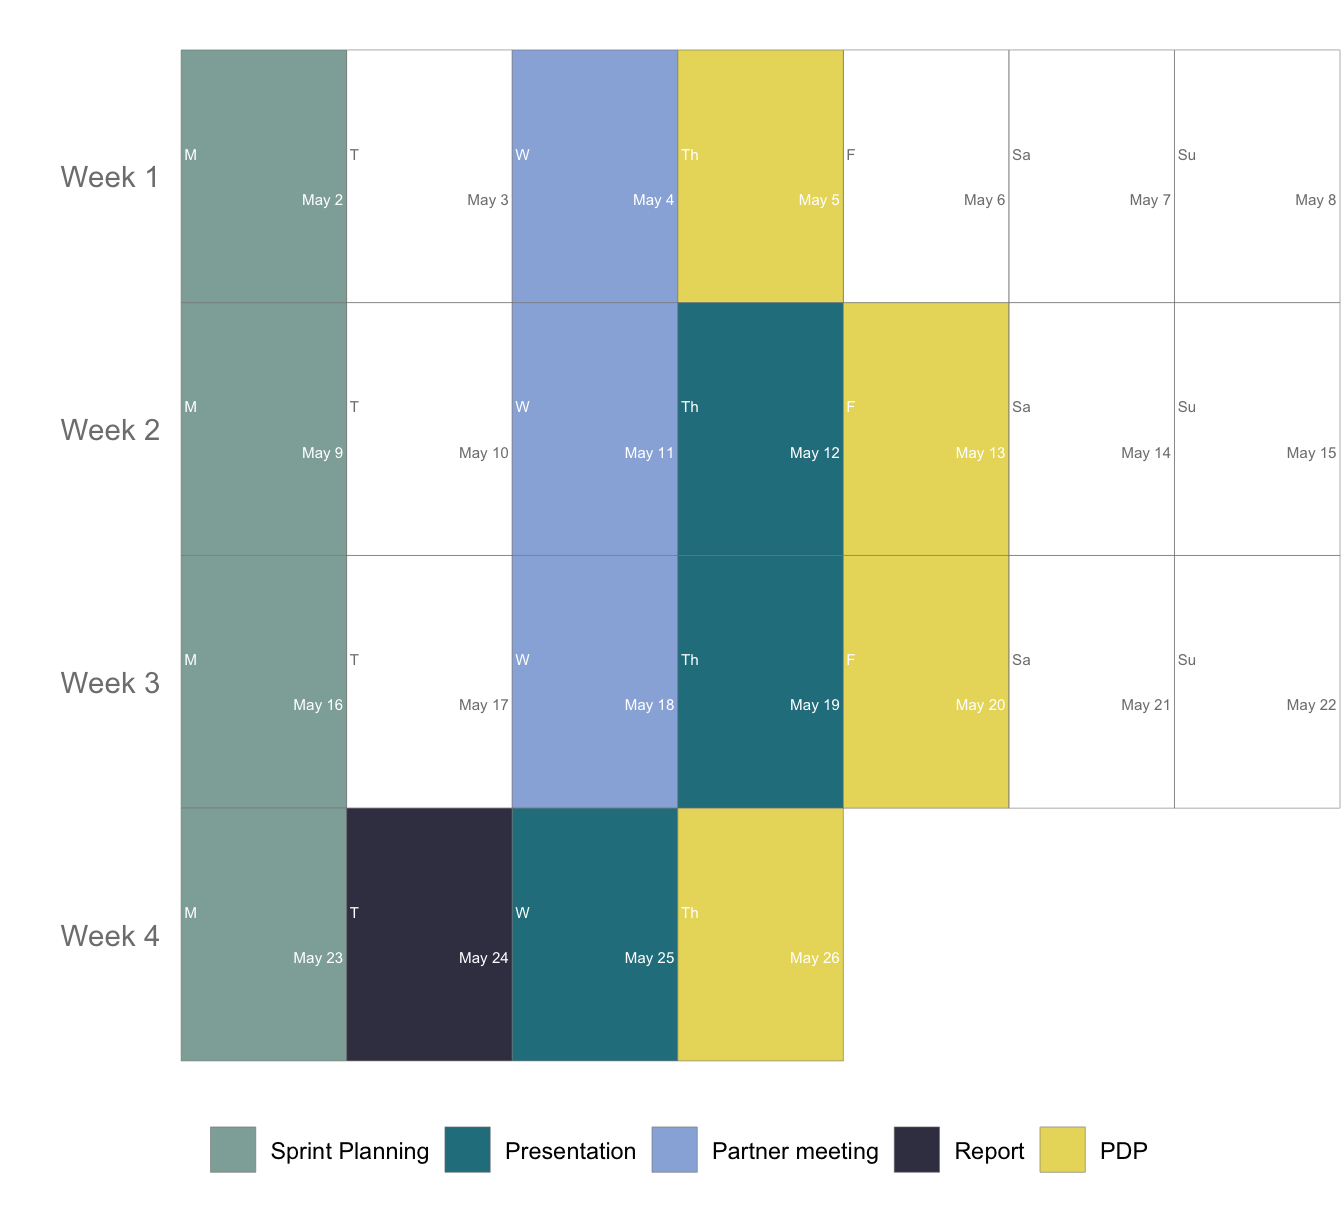 M T W Th F Sa Su
Week 1
May 2 May 3 May 4 May 5 May 6 May 7 May 8
M T W Th F Sa Su
Week 2
May 9 May 10 May 11 May 12 May 13 May 14 May 15
M T W Th F Sa Su
Week 3
May 16 May 17 May 18 May 19 May 20 May 21 May 22
M T W Th
Week 4
May 23 May 24 May 25 May 26
Sprint Planning Presentation Partner meeting Report PDP